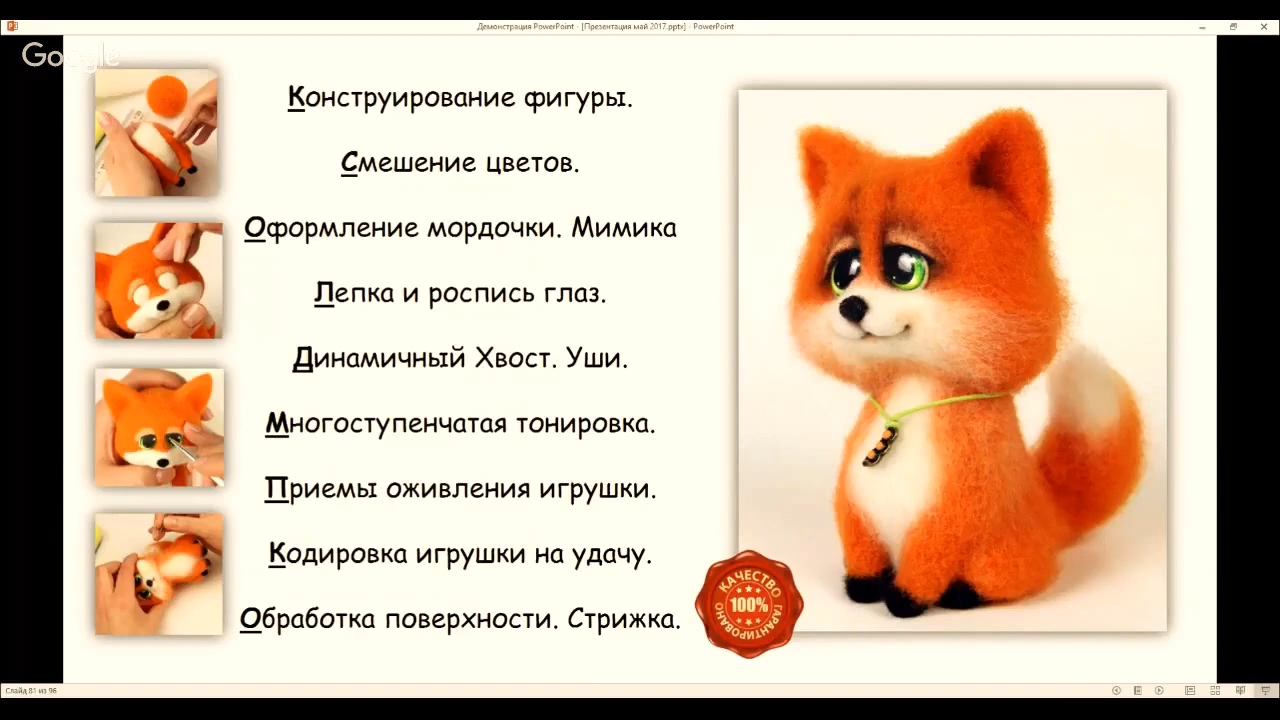 Демонстрация PowerPoint - [Презентация май 2017.pptx] - PowerPoint
Google
Конструирование фигуры.
Смешение цветов.
Оформление мордочки. Мимика
Лепка и роспись глаз.
Динамичный Хвост. Уши.
Многоступенчатая тонировка.
Приемы оживления игрушки.
Кодировка игрушки на удачу.
Обработка поверхности. Стрижка.
КАЧЕСТВО
100%
ГАРАНТИРОВАНО
Слайд 81 из 96